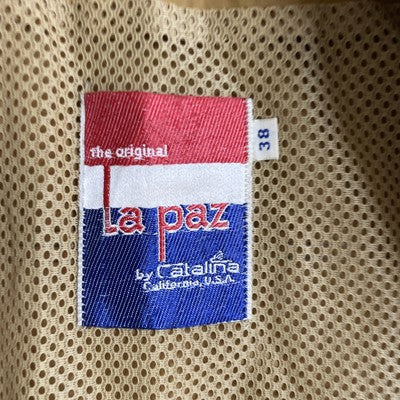 the original
La paz
by Catalina
California, U.S.A.
38